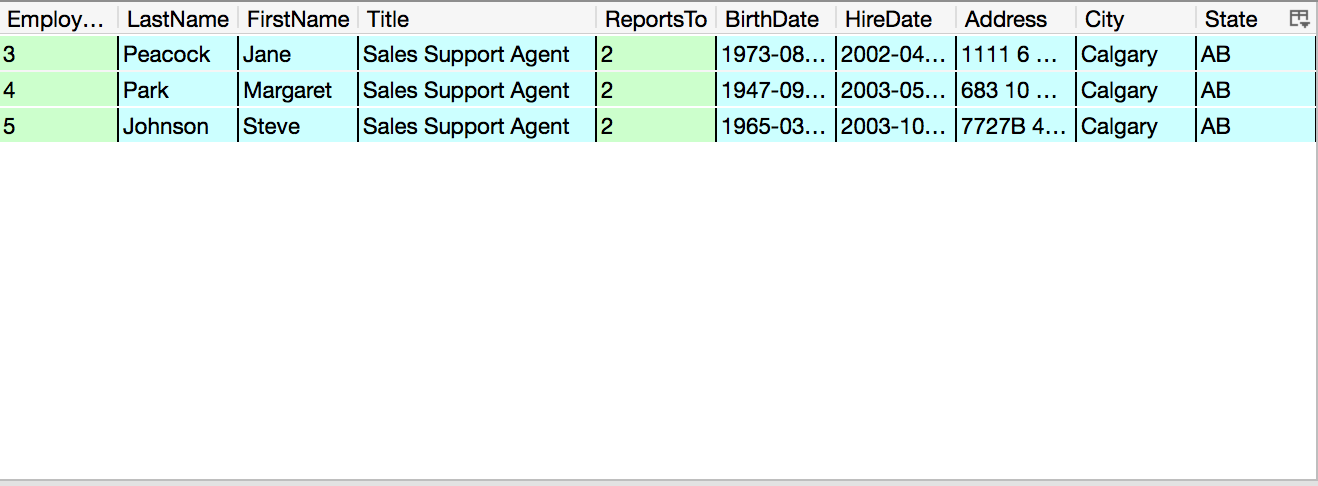 Employ… LastName FirstName Title ReportsTo BirthDate HireDate Address City State
3 Peacock Jane Sales Support Agent 2 1973-08… 2002-04… 1111 6 … Calgary AB
4 Park Margaret Sales Support Agent 2 1947-09… 2003-05… 683 10 … Calgary AB
5 Johnson Steve Sales Support Agent 2 1965-03… 2003-10… 7727B 4… Calgary AB